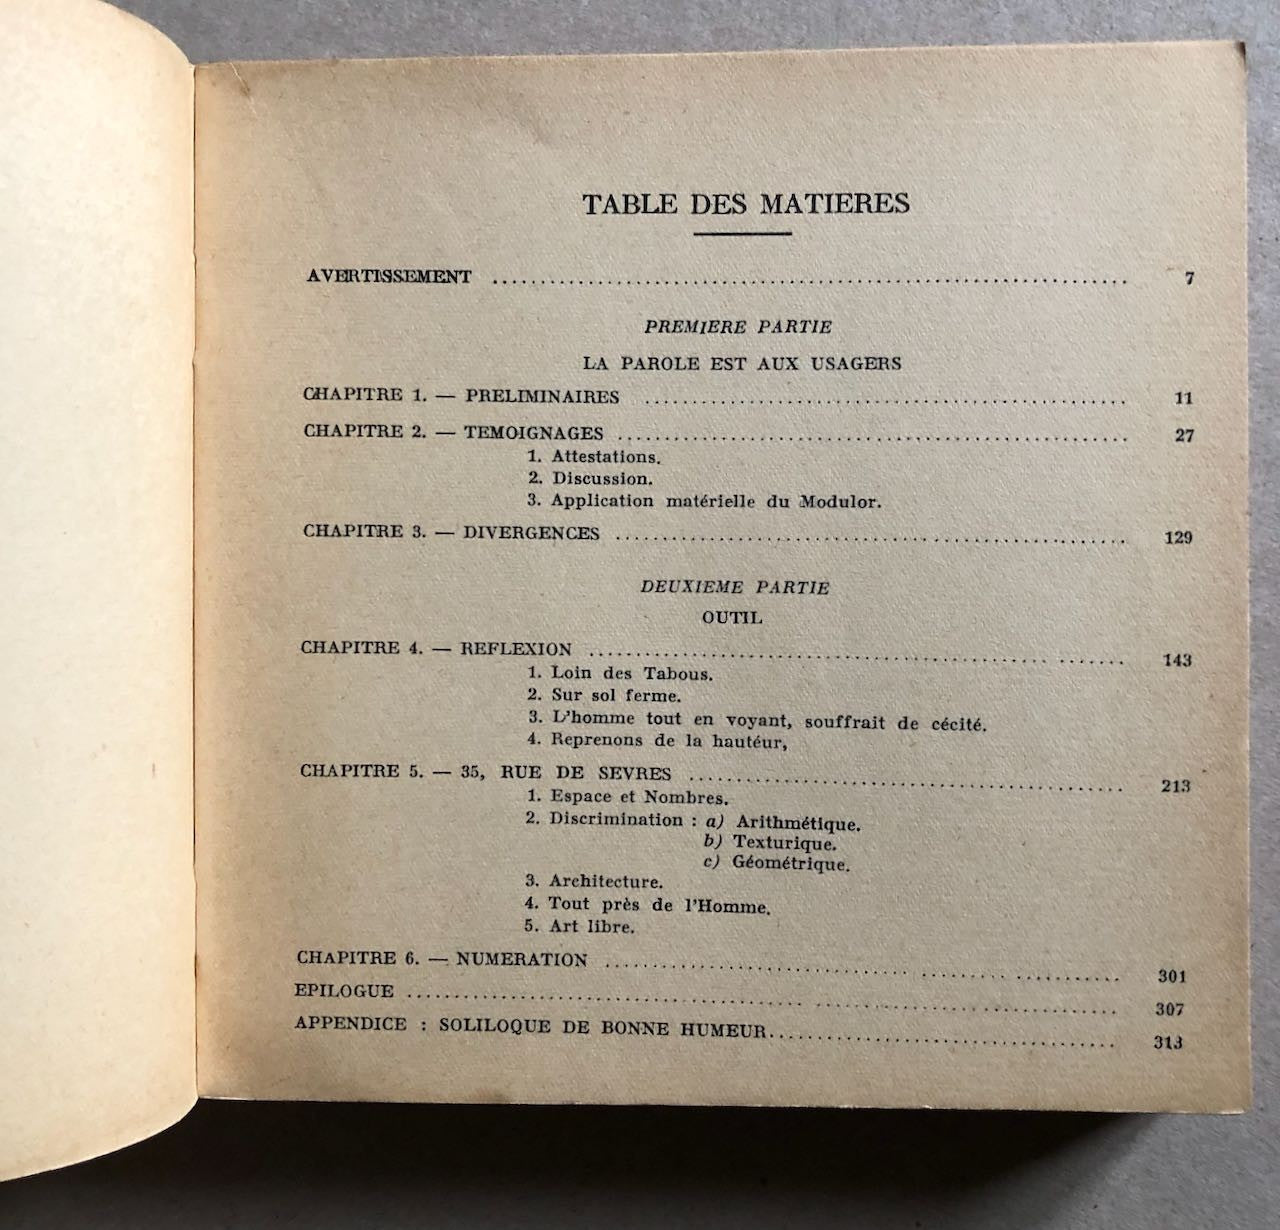 TABLE DES MATIERES
AVERTISSEMENT ........ 7
PREMIERE PARTIE
LA PAROLE EST AUX USAGERS
CHAPITRE 1. — PRELIMINAIRES ........ 11
CHAPITRE 2. — TEMOIGNAGES ........ 27
1. Attestations.
2. Discussion.
3. Application matérielle du Modulor.
CHAPITRE 3. — DIVERGENCES ........ 129
DEUXIEME PARTIE
OUTIL
CHAPITRE 4. — REFLEXION ........ 143
1. Loin des Tabous.
2. Sur sol ferme.
3. L'homme tout en voyant, souffrait de cécité.
4. Reprenons de la hautéur,
CHAPITRE 5. — 35, RUE DE SEVRES ........ 213
1. Espace et Nombres.
2. Discrimination : a) Arithmétique.
b) Texturique.
c) Géométrique.
3. Architecture.
4. Tout près de l'Homme.
5. Art libre.
CHAPITRE 6. — NUMERATION ........ 301
EPILOGUE ........ 307
APPENDICE : SOLILOQUE DE BONNE HUMEUR ........ 313